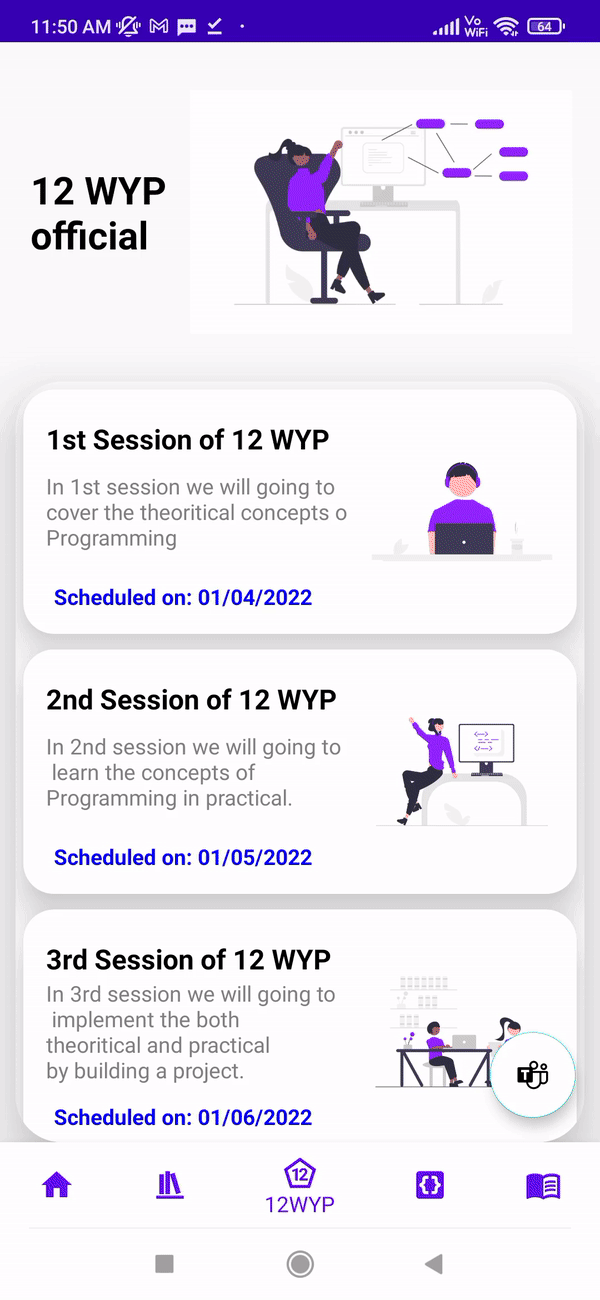 11:50 AM
Vo
WiFi
64
12 WYP
official
1st Session of 12 WYP
In 1st session we will going to
cover the theoritical concepts o
Programming
Scheduled on: 01/04/2022
2nd Session of 12 WYP
In 2nd session we will going to
learn the concepts of
Programming in practical.
Scheduled on: 01/05/2022
3rd Session of 12 WYP
In 3rd session we will going to
implement the both
theoritical and practical
by building a project.
Scheduled on: 01/06/2022
T
12
12WYP